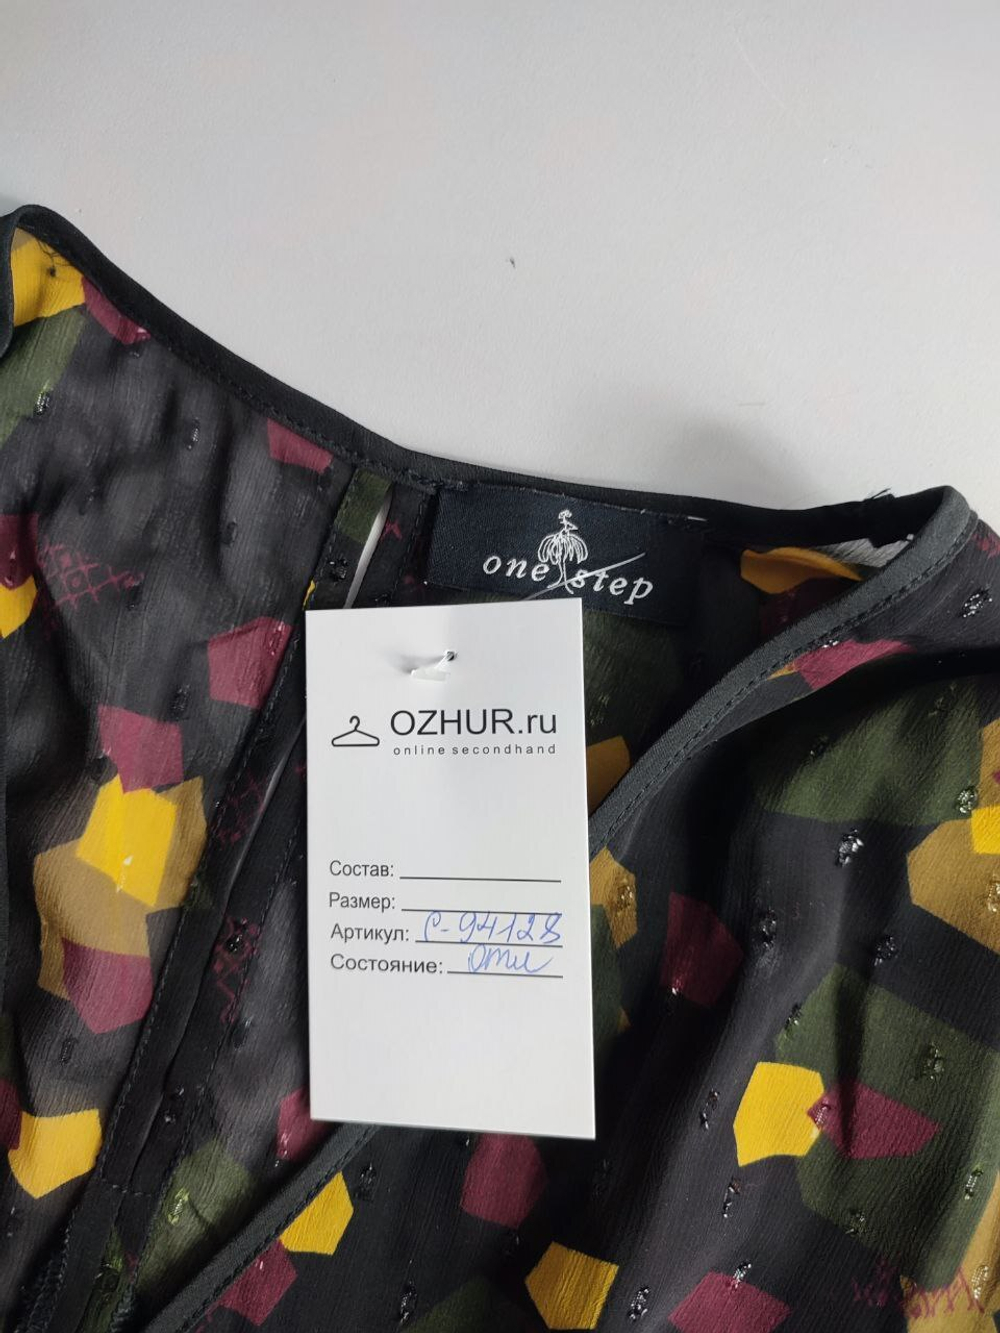 one step
OZHUR.ru
online secondhand
Состав:
Размер:
Артикул: С-94128
Состояние: отл